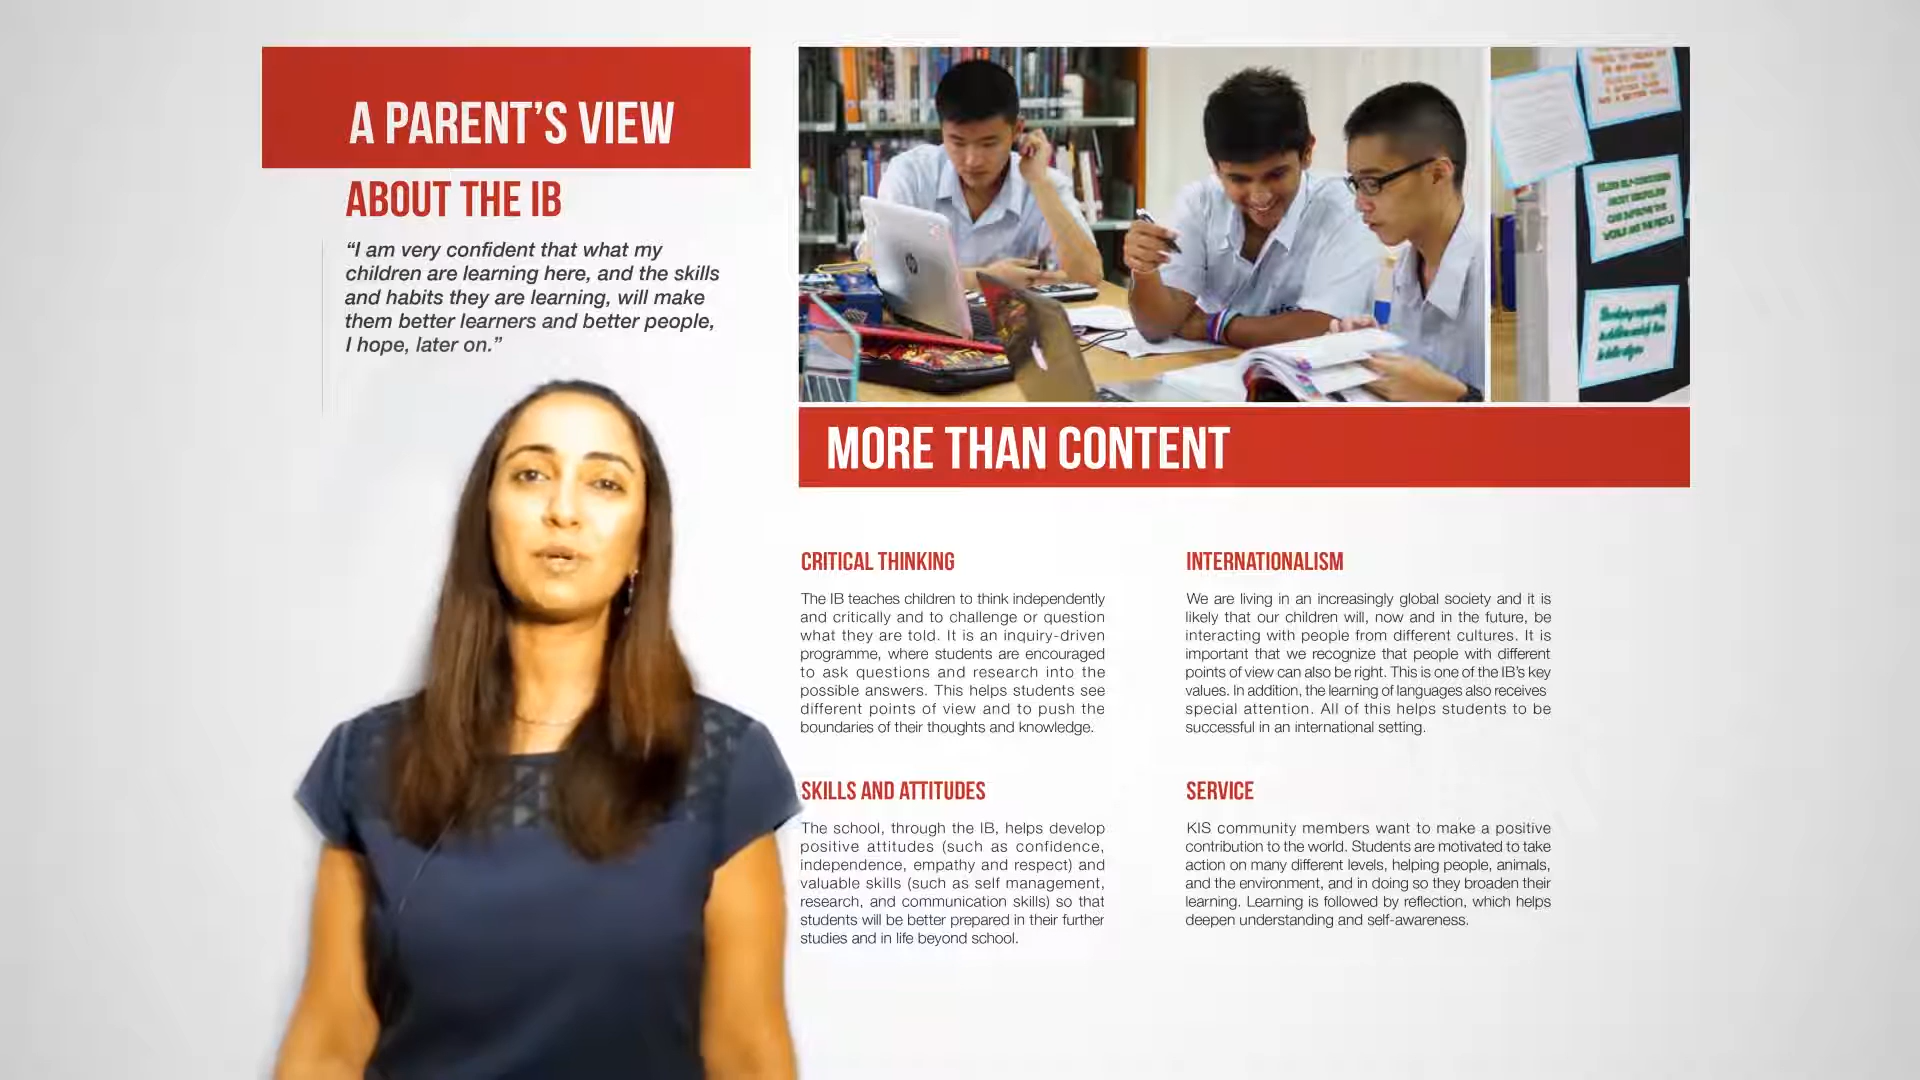 A PARENT'S VIEW
ABOUT THE IB
“I am very confident that what my
children are learning here, and the skills
and habits they are learning, will make
them better learners and better people,
I hope, later on.”
hp
MORE THAN CONTENT
CRITICAL THINKING
The IB teaches children to think independently
and critically and to challenge or question
what they are told. It is an inquiry-driven
programme, where students are encouraged
to ask questions and research into the
possible answers. This helps students see
different points of view and to push the
boundaries of their thoughts and knowledge.
SKILLS AND ATTITUDES
The school, through the IB, helps develop
positive attitudes (such as confidence,
independence, empathy and respect) and
valuable skills (such as self management,
research, and communication skills) so that
students will be better prepared in their further
studies and in life beyond school.
INTERNATIONALISM
We are living in an increasingly global society and it is
likely that our children will, now and in the future, be
interacting with people from different cultures. It is
important that we recognize that people with different
points of view can also be right. This is one of the IB's key
values. In addition, the learning of languages also receives
special attention. All of this helps students to be
successful in an international setting.
SERVICE
KIS community members want to make a positive
contribution to the world. Students are motivated to take
action on many different levels, helping people, animals,
and the environment, and in doing so they broaden their
learning. Learning is followed by reflection, which helps
deepen understanding and self-awareness.